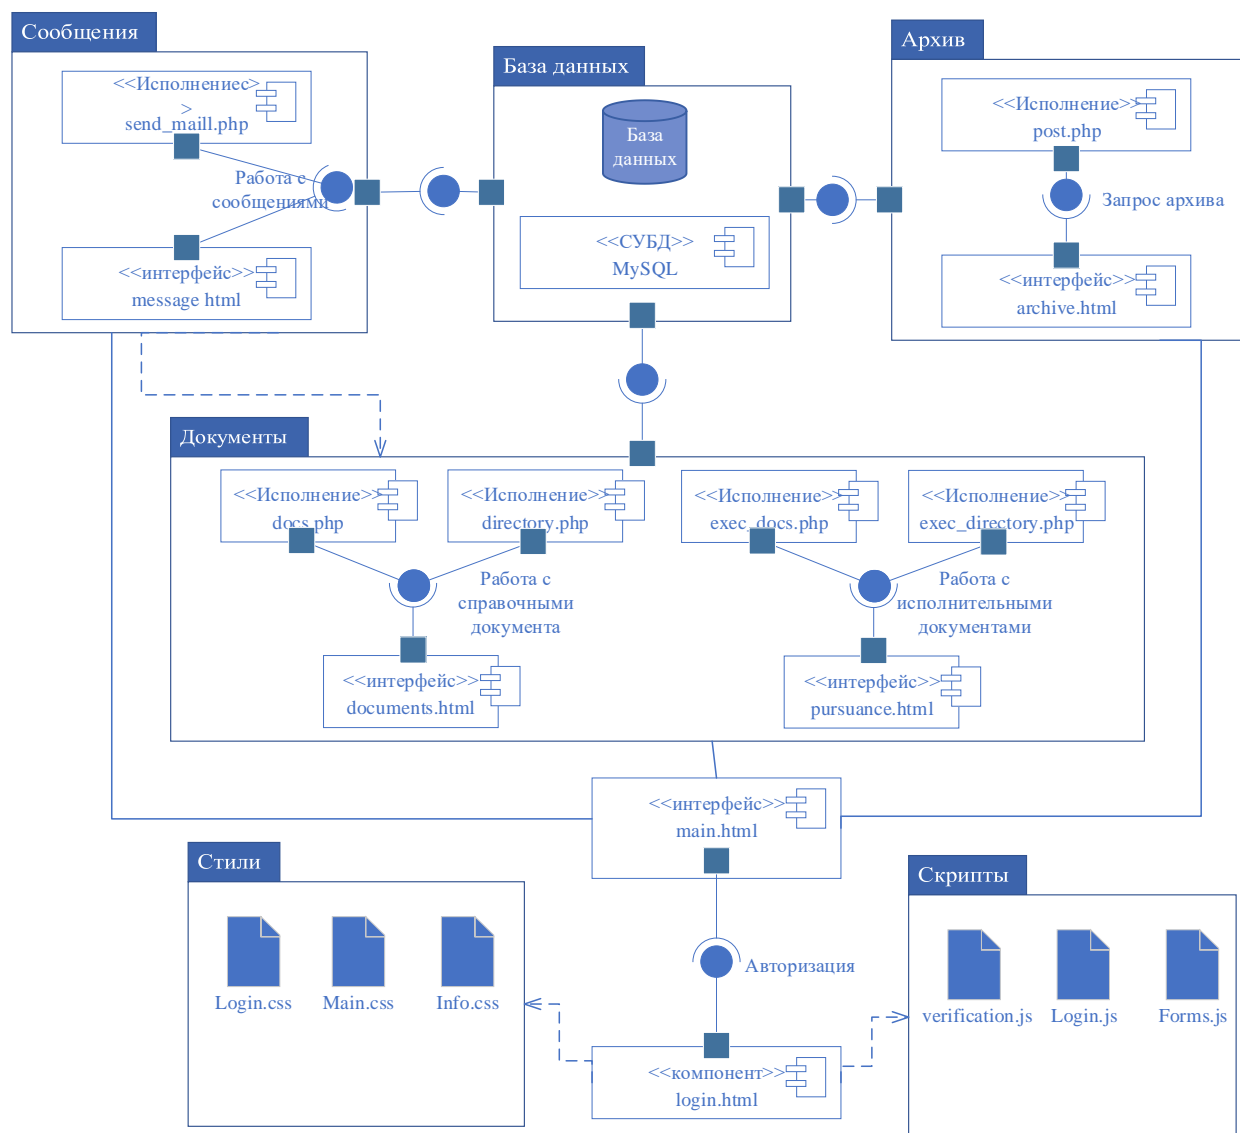 Сообщения
<<Исполнениес>
>
send_maill.php
Работа с
сообщениями
<<интерфейс>>
message html
База данных
База
данных
<<СУБД>>
MySQL
Архив
<<Исполнение>>
post.php
Запрос архива
<<интерфейс>>
archive.html
Документы
<<Исполнение>>
docs.php
<<Исполнение>>
directory.php
<<Исполнение>>
exec_docs.php
<<Исполнение>>
exec_directory.php
Работа с
справочными
документа
Работа с
исполнительными
документами
<<интерфейс>>
documents.html
<<интерфейс>>
pursuance.html
<<интерфейс>>
main.html
Стили
Login.css
Main.css
Info.css
Авторизация
Скрипты
verification.js
Login.js
Forms.js
<<компонент>>
login.html